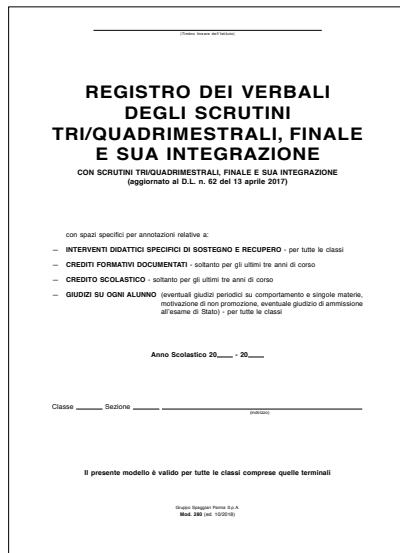 (Timbro lineare dell'Istituto)
REGISTRO DEI VERBALI
DEGLI SCRUTINI
TRI/QUADRIMESTRALI, FINALE
E SUA INTEGRAZIONE
CON SCRUTINI TRI/QUADRIMESTRALI, FINALE E SUA INTEGRAZIONE
(aggiornato al D.L. n. 62 del 13 aprile 2017)
con spazi specifici per annotazioni relative a:
— INTERVENTI DIDATTICI SPECIFICI DI SOSTEGNO E RECUPERO - per tutte le classi
— CREDITI FORMATIVI DOCUMENTATI - soltanto per gli ultimi tre anni di corso
— CREDITO SCOLASTICO - soltanto per gli ultimi tre anni di corso
— GIUDIZI SU OGNI ALUNNO (eventuali giudizi periodici su comportamento e singole materie,
motivazione di non promozione, eventuale giudizio di ammissione
all'esame di Stato) - per tutte le classi
Anno Scolastico 20____ - 20____
Classe ______ Sezione ______ ______________________________
(indirizzo)
Il presente modello è valido per tutte le classi comprese quelle terminali
Gruppo Spaggiari Parma S.p.A.
Mod. 280 (ed. 10/2018)